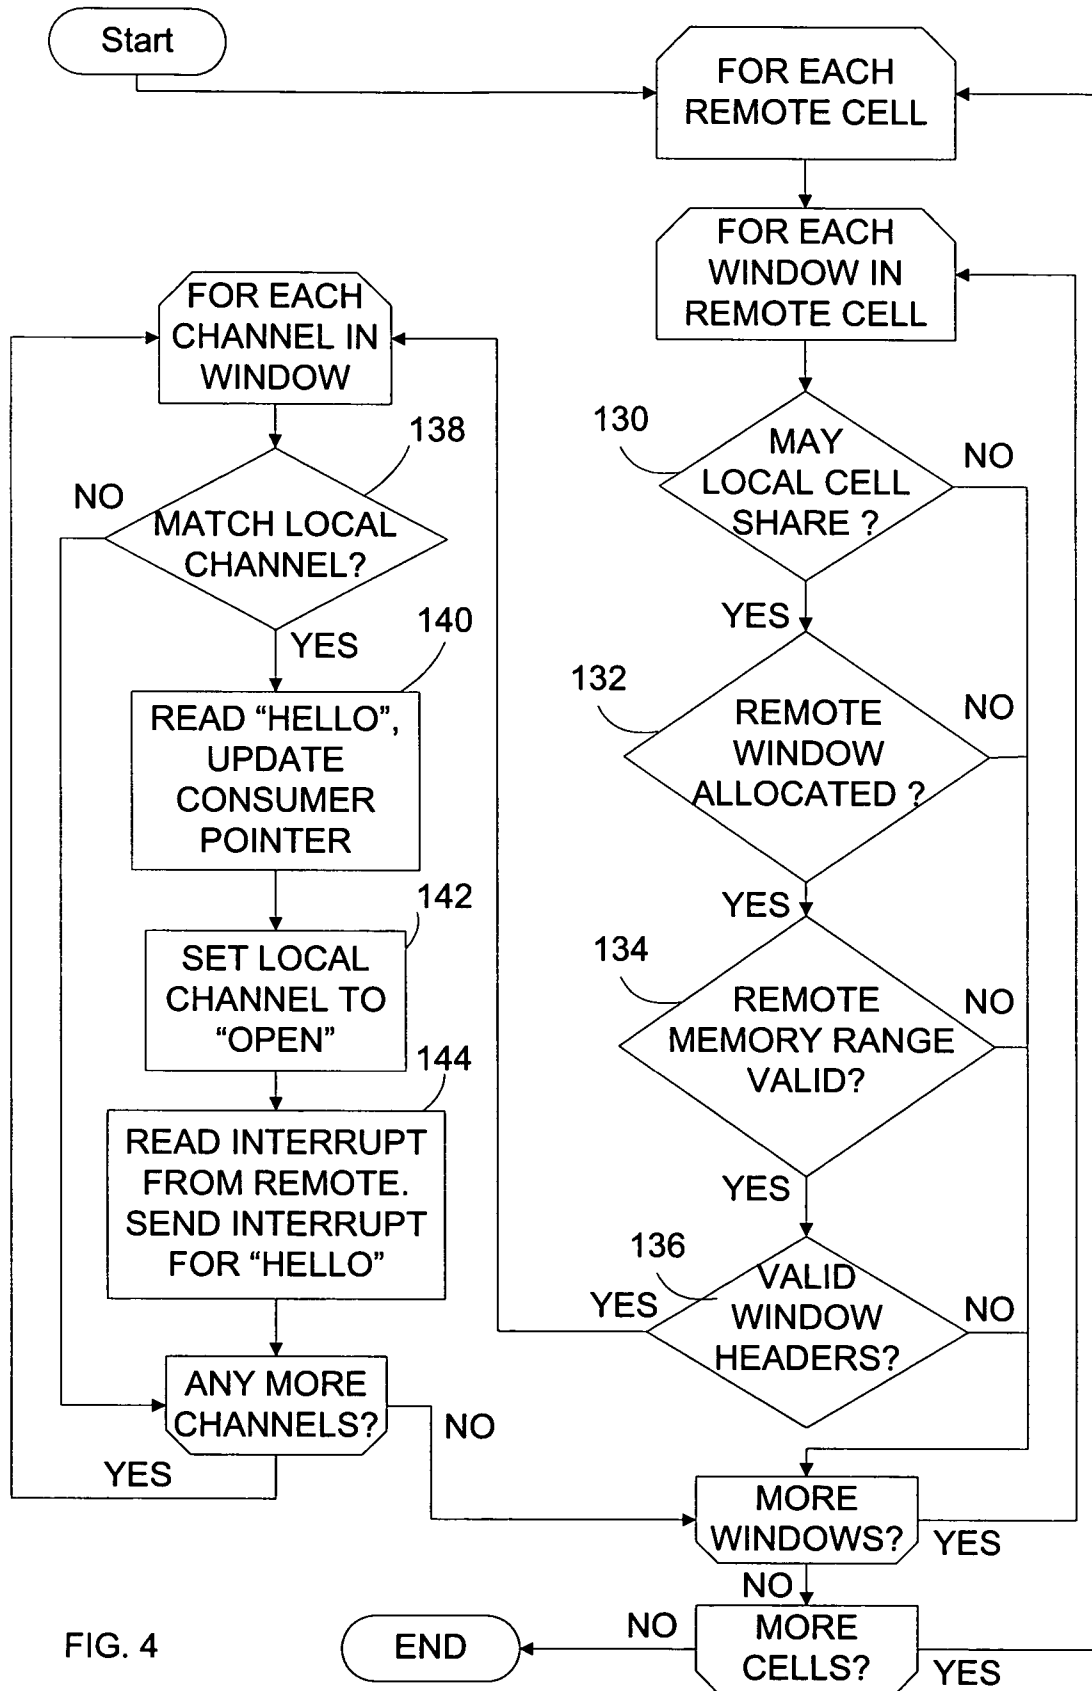 Start
FOR EACH
REMOTE CELL
FOR EACH
WINDOW IN
REMOTE CELL
130
MAY
LOCAL CELL
SHARE ?
NO
YES
132
REMOTE
WINDOW
ALLOCATED ?
NO
YES
134
REMOTE
MEMORY RANGE
VALID?
NO
YES
136
VALID
WINDOW
HEADERS?
NO
YES
FOR EACH
CHANNEL IN
WINDOW
138
NO
MATCH LOCAL
CHANNEL?
YES
140
READ “HELLO”,
UPDATE
CONSUMER
POINTER
142
SET LOCAL
CHANNEL TO
“OPEN”
144
READ INTERRUPT
FROM REMOTE.
SEND INTERRUPT
FOR “HELLO”
ANY MORE
CHANNELS?
NO
YES
MORE
WINDOWS?
YES
NO
MORE
CELLS?
YES
NO
END
FIG. 4